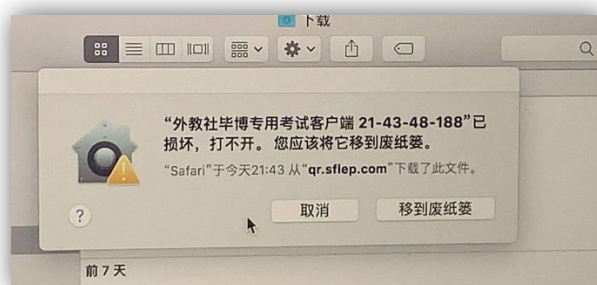 下载
“外教社毕博专用考试客户端 21-43-48-188”已
损坏，打不开。 您应该将它移到废纸篓。
“Safari”于今天21:43 从“qr.sflep.com”下载了此文件。
?
取消
移到废纸篓
前 7 天